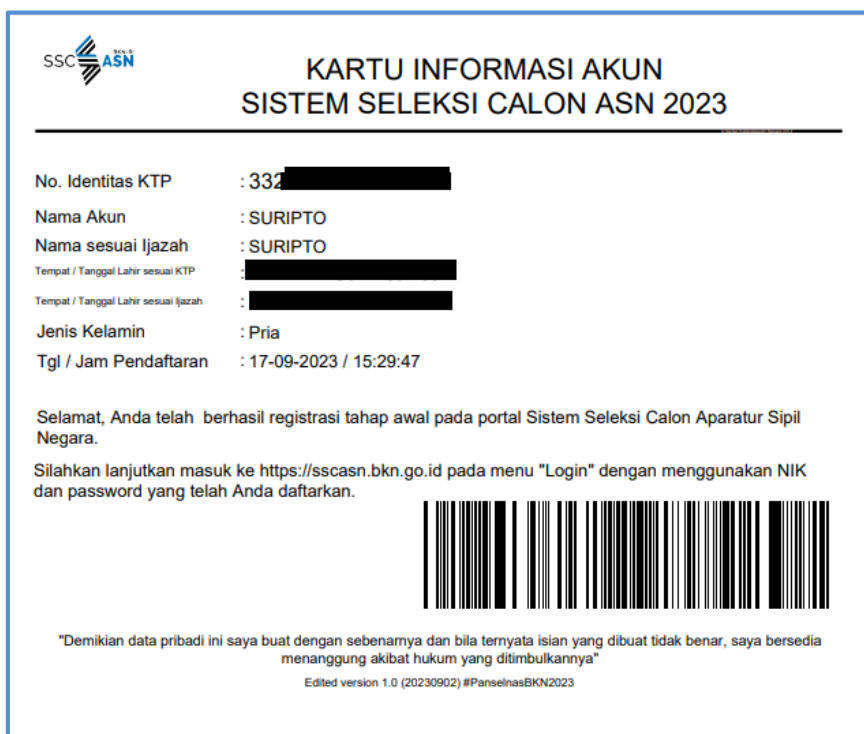 SSC ASN BKN-RI
KARTU INFORMASI AKUN
SISTEM SELEKSI CALON ASN 2023
No. Identitas KTP : 332
Nama Akun : SURIPTO
Nama sesuai Ijazah : SURIPTO
Tempat / Tanggal Lahir sesuai KTP :
Tempat / Tanggal Lahir sesuai Ijazah :
Jenis Kelamin : Pria
Tgl / Jam Pendaftaran : 17-09-2023 / 15:29:47
Selamat, Anda telah berhasil registrasi tahap awal pada portal Sistem Seleksi Calon Aparatur Sipil
Negara.
Silahkan lanjutkan masuk ke https://sscasn.bkn.go.id pada menu "Login" dengan menggunakan NIK
dan password yang telah Anda daftarkan.
"Demikian data pribadi ini saya buat dengan sebenarnya dan bila ternyata isian yang dibuat tidak benar, saya bersedia
menanggung akibat hukum yang ditimbulkannya"
Edited version 1.0 (20230902) #PanselnasBKN2023